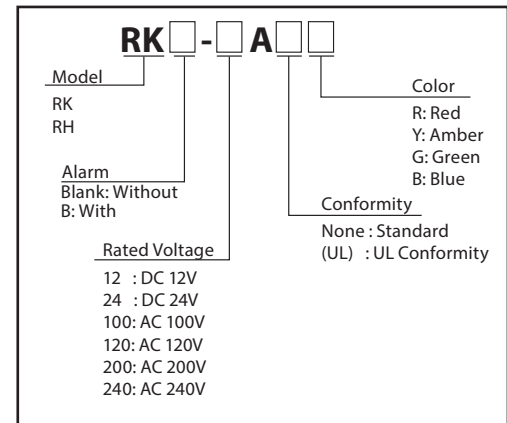 RK□-□A□□
Model
RK
RH
Alarm
Blank: Without
B: With
Rated Voltage
12 : DC 12V
24 : DC 24V
100: AC 100V
120: AC 120V
200: AC 200V
240: AC 240V
Color
R: Red
Y: Amber
G: Green
B: Blue
Conformity
None : Standard
(UL) : UL Conformity